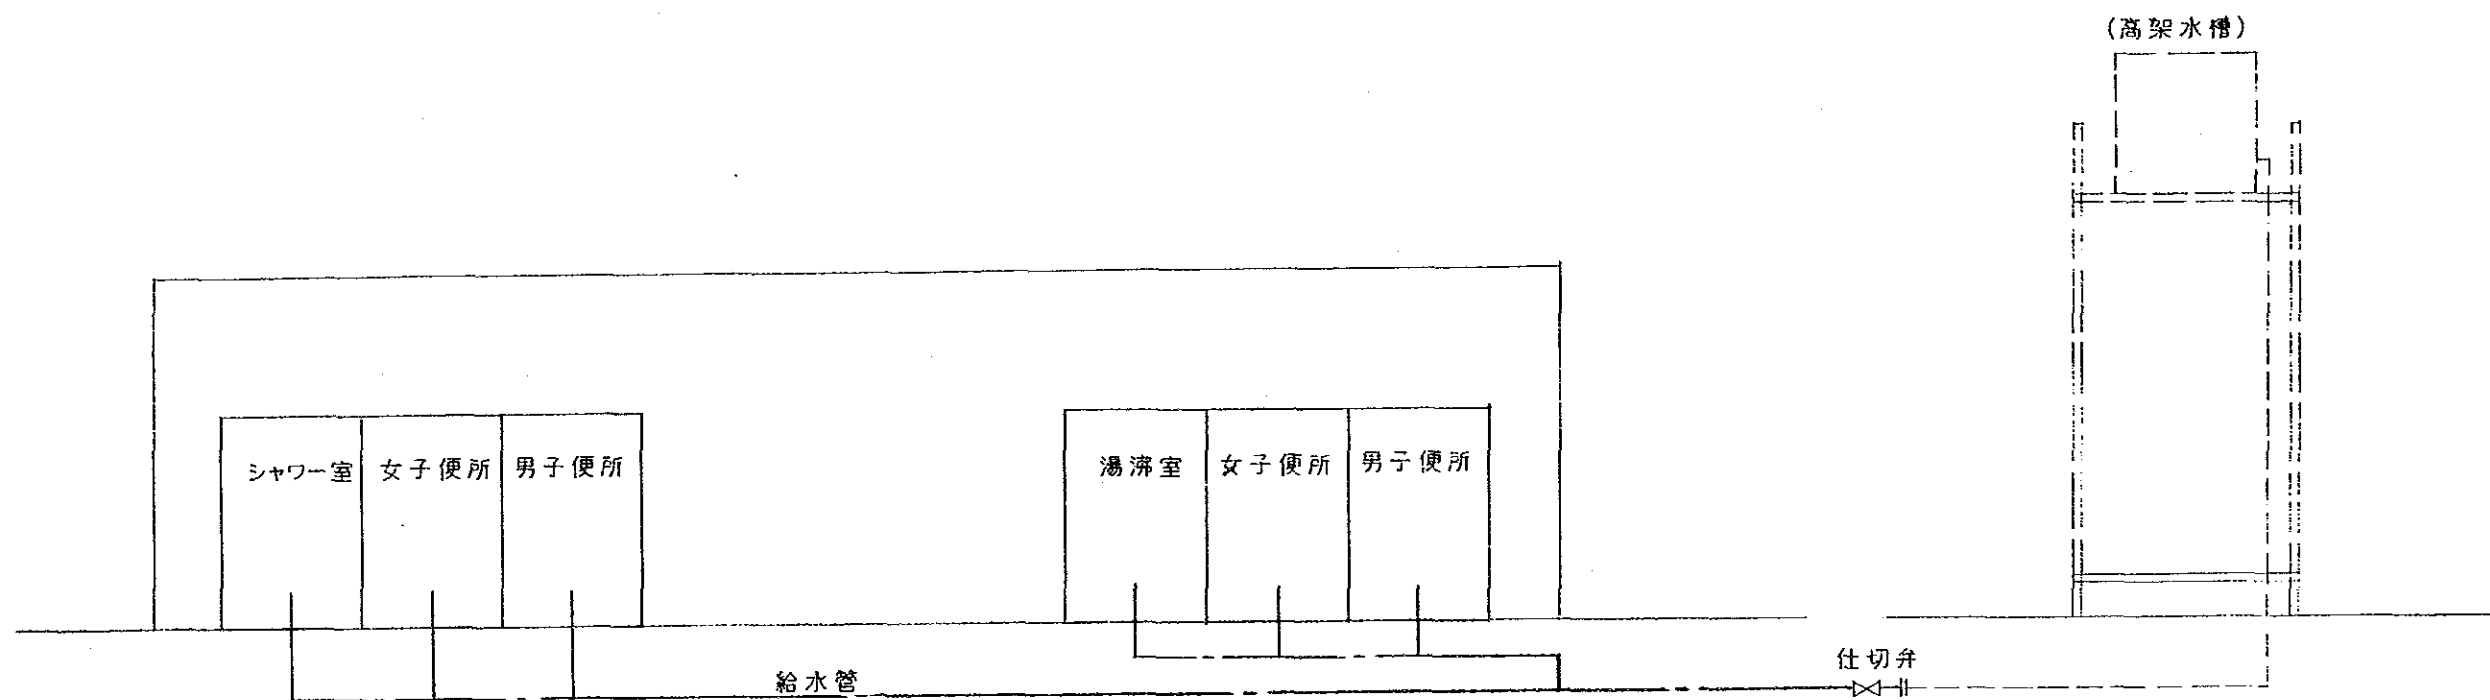 (高架水槽)
シャワー室
女子便所
男子便所
湯沸室
女子便所
男子便所
給水管
仕切弁